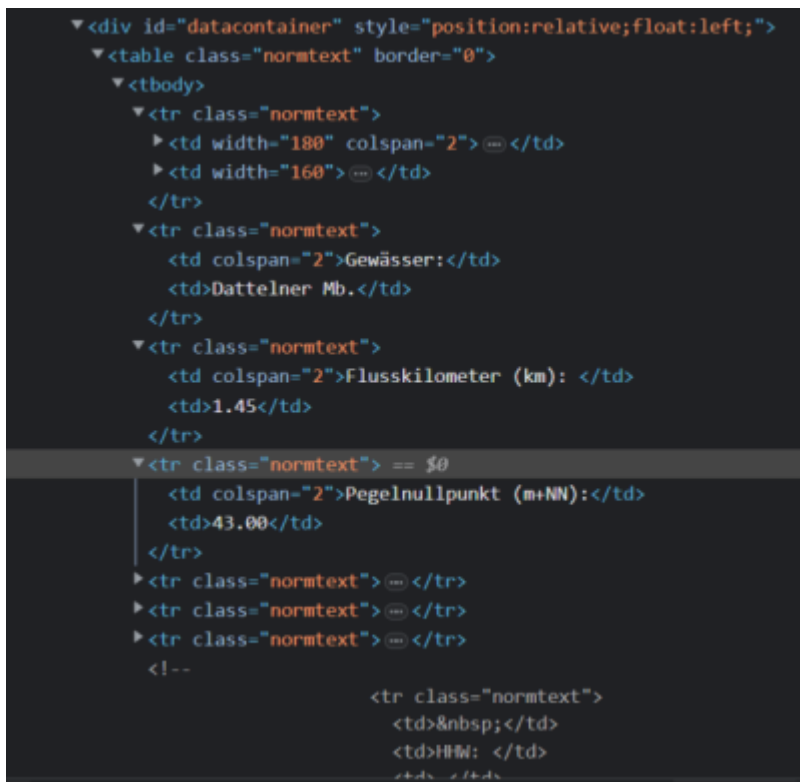 ▼<div id="datacontainer" style="position:relative;float:left;">
▼<table class="normtext" border="0">
▼<tbody>
▼<tr class="normtext">
▶<td width="180" colspan="2">⋯</td>
▶<td width="160">⋯</td>
</tr>
▼<tr class="normtext">
<td colspan="2">Gewässer:</td>
<td>Dattelner Mb.</td>
</tr>
▼<tr class="normtext">
<td colspan="2">Flusskilometer (km): </td>
<td>1.45</td>
</tr>
▼<tr class="normtext"> == $0
<td colspan="2">Pegelnullpunkt (m+NN):</td>
<td>43.00</td>
</tr>
▶<tr class="normtext">⋯</tr>
▶<tr class="normtext">⋯</tr>
▶<tr class="normtext">⋯</tr>
<!--
<tr class="normtext">
<td>&nbsp;</td>
<td>HHW: </td>